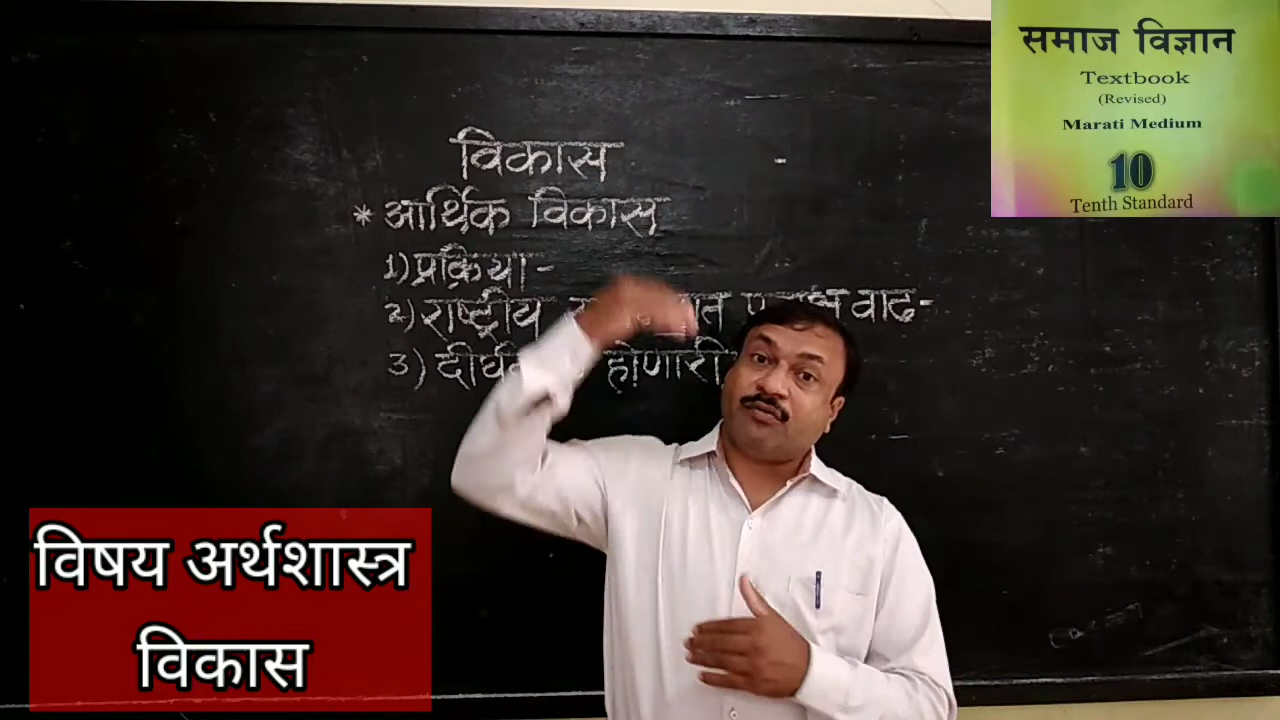 समाज विज्ञान
Textbook
(Revised)
Marati Medium
10
Tenth Standard
विकास
* आर्थिक विकास
1) प्रक्रिया -
2) राष्ट्रीय वाढ -
3) होणारी
विषय अर्थशास्त्र
विकास